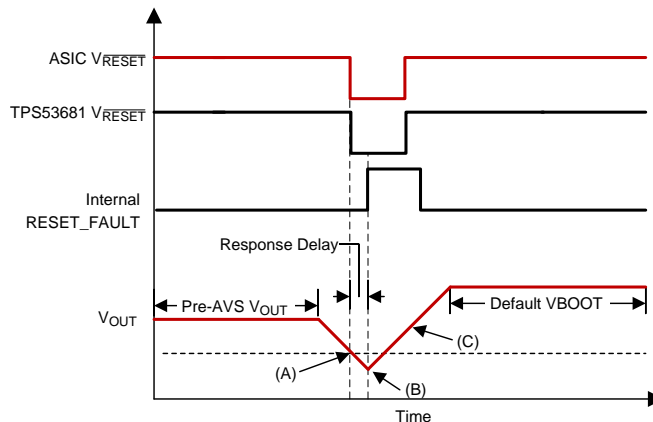 ASIC VRESET
TPS53681 VRESET
Internal
RESET_FAULT
Response Delay
Pre-AVS VOUT
Default VBOOT
VOUT
(C)
(A)
(B)
Time